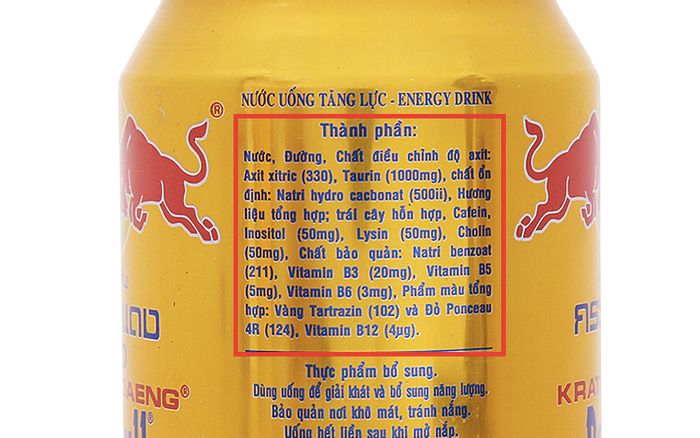 NƯỚC UỐNG TĂNG LỰC - ENERGY DRINK
Thành phần:
Nước, Đường, Chất điều chỉnh độ axit:
Axit xitric (330), Taurin (1000mg), chất ổn
định: Natri hydro cacbonat (500ii), Hương
liệu tổng hợp; trái cây hỗn hợp, Cafein,
Inositol (50mg), Lysin (50mg), Cholin
(50mg), Chất bảo quản: Natri benzoat
(211), Vitamin B3 (20mg), Vitamin B5
(5mg), Vitamin B6 (3mg), Phẩm màu tổng
hợp: Vàng Tartrazin (102) và Đỏ Ponceau
4R (124), Vitamin B12 (4µg).
Thực phẩm bổ sung.
Dùng uống để giải khát và bổ sung năng lượng.
Bảo quản nơi khô mát, tránh nắng.
Uống hết liền sau khi mở nắp.
®
AENG®
KRAT